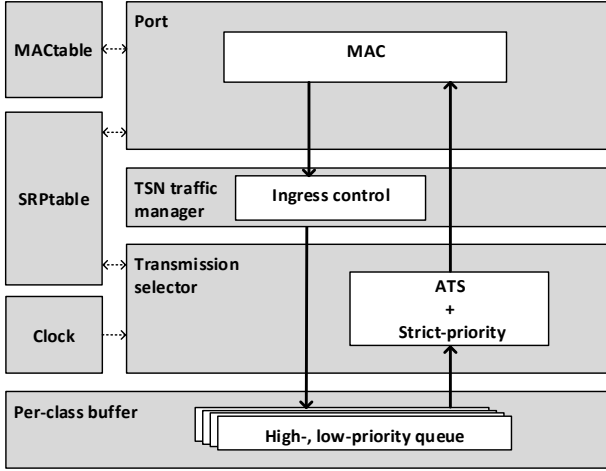 MACtable
Port
MAC
SRPtable
TSN traffic
manager
Ingress control
Transmission
selector
ATS
+
Strict-priority
Clock
Per-class buffer
High-, low-priority queue